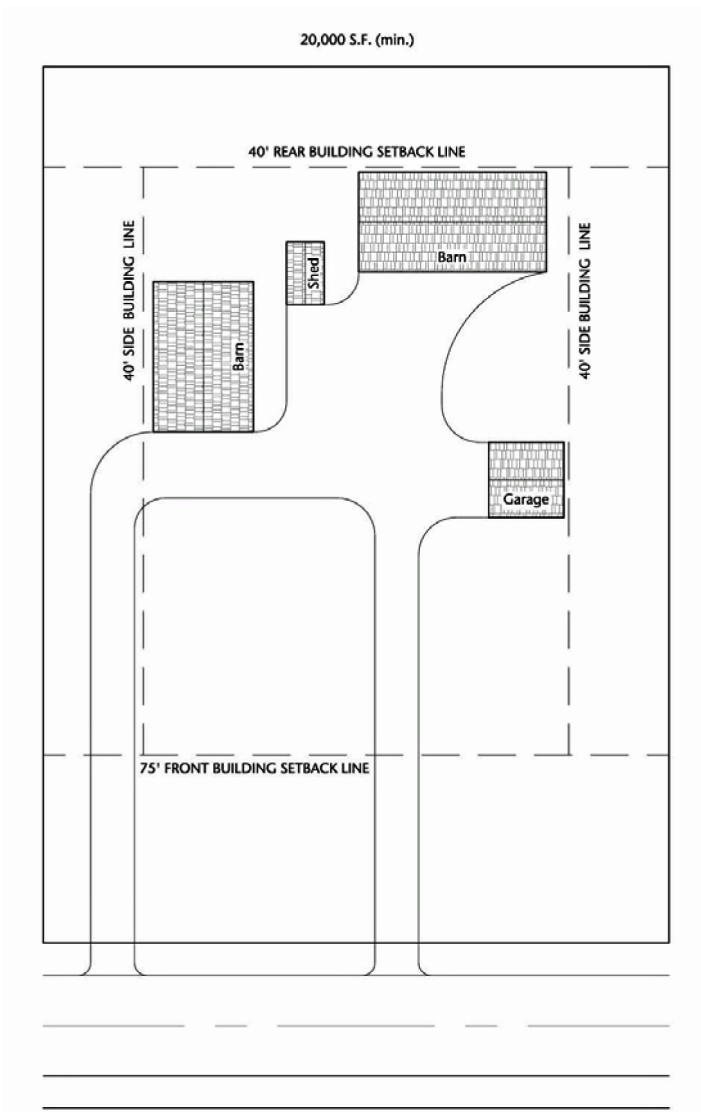 20,000 S.F. (min.)
40' REAR BUILDING SETBACK LINE
40' SIDE BUILDING LINE
Barn
Shed
Barn
40' SIDE BUILDING LINE
Garage
75' FRONT BUILDING SETBACK LINE